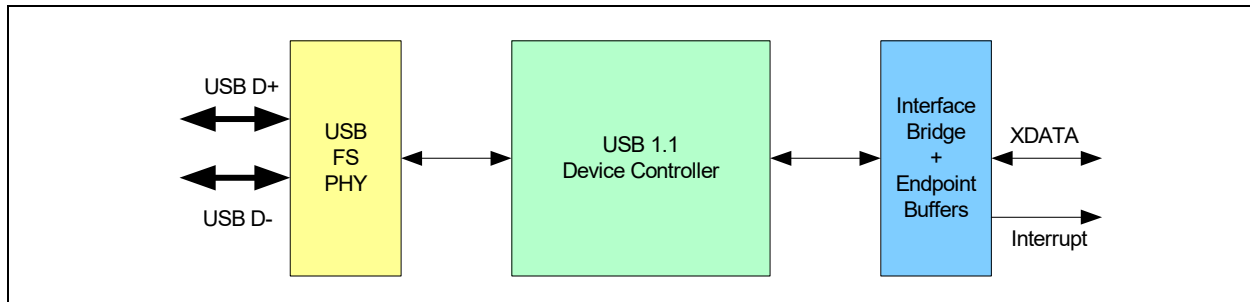 USB D+
USB D-
USB
FS
PHY
USB 1.1
Device Controller
Interface
Bridge
+
Endpoint
Buffers
XDATA
Interrupt